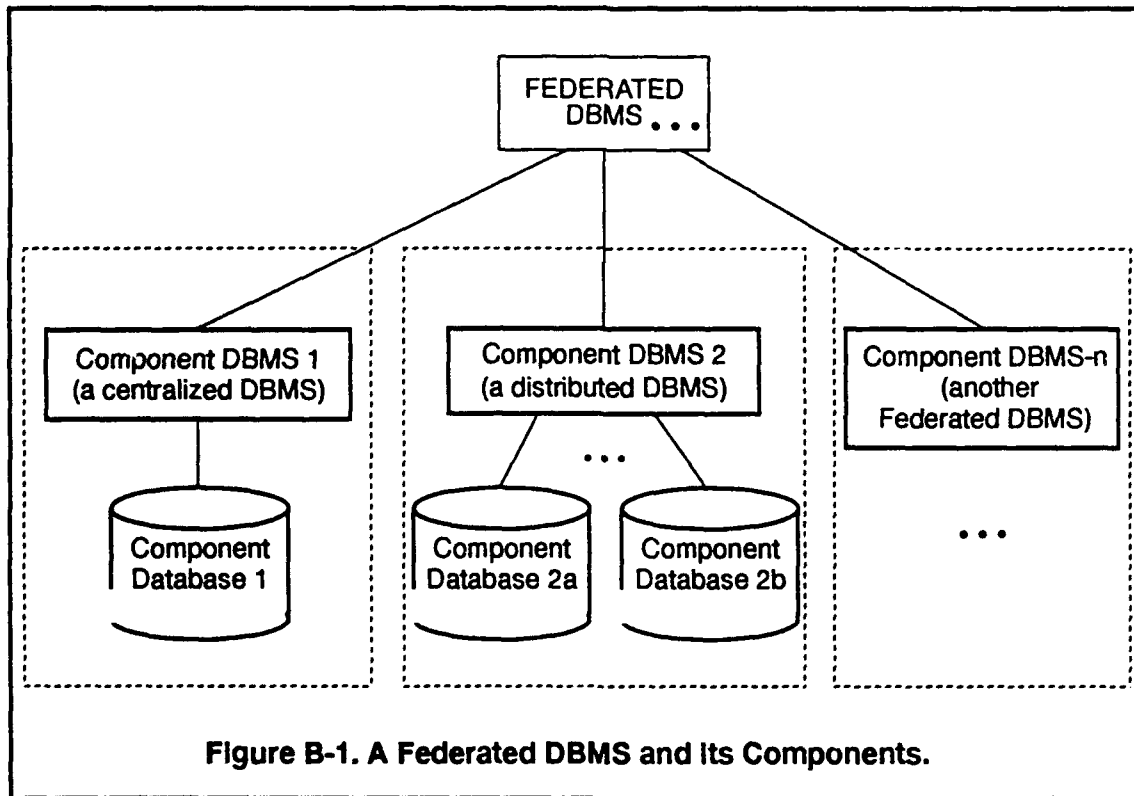 FEDERATED
DBMS ...
Component DBMS 1
(a centralized DBMS)
Component DBMS 2
(a distributed DBMS)
Component DBMS-n
(another
Federated DBMS)
...
...
Component
Database 1
Component
Database 2a
Component
Database 2b
Figure B-1. A Federated DBMS and Its Components.